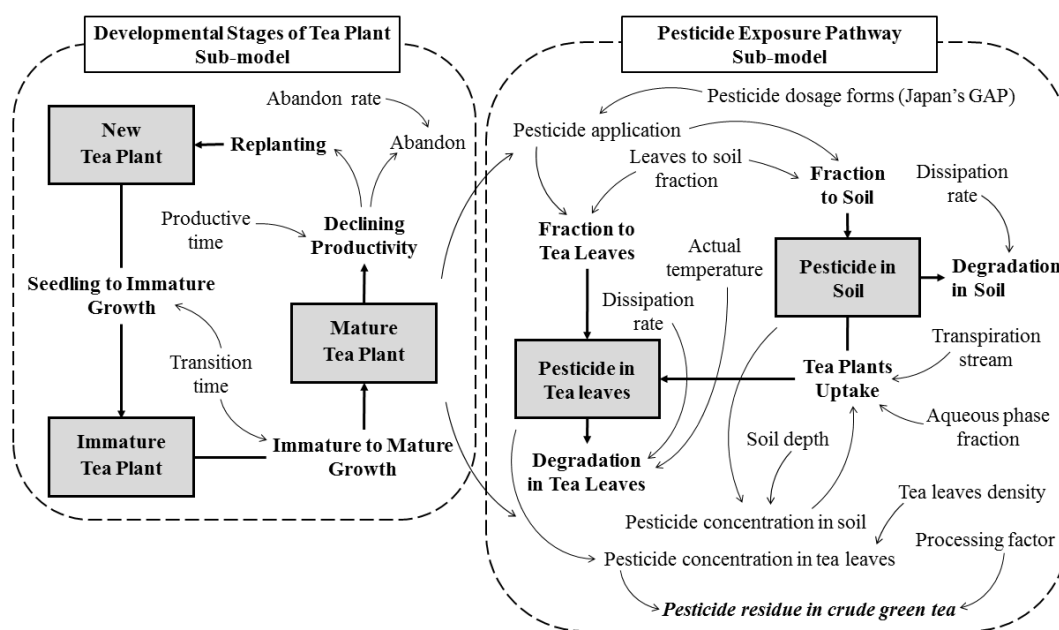 Developmental Stages of Tea Plant
Sub-model
Abandon rate
New
Tea Plant
Replanting
Abandon
Productive
time
Declining
Productivity
Seedling to Immature
Growth
Mature
Tea Plant
Transition
time
Immature
Tea Plant
Immature to Mature
Growth
Pesticide Exposure Pathway
Sub-model
Pesticide dosage forms (Japan's GAP)
Pesticide application
Leaves to soil
fraction
Fraction
to Soil
Dissipation
rate
Fraction to
Tea Leaves
Actual
temperature
Pesticide in
Soil
Degradation
in Soil
Dissipation
rate
Transpiration
stream
Pesticide in
Tea leaves
Tea Plants
Uptake
Aqueous phase
fraction
Soil depth
Degradation
in Tea Leaves
Tea leaves density
Pesticide concentration in soil
Processing factor
Pesticide concentration in tea leaves
Pesticide residue in crude green tea